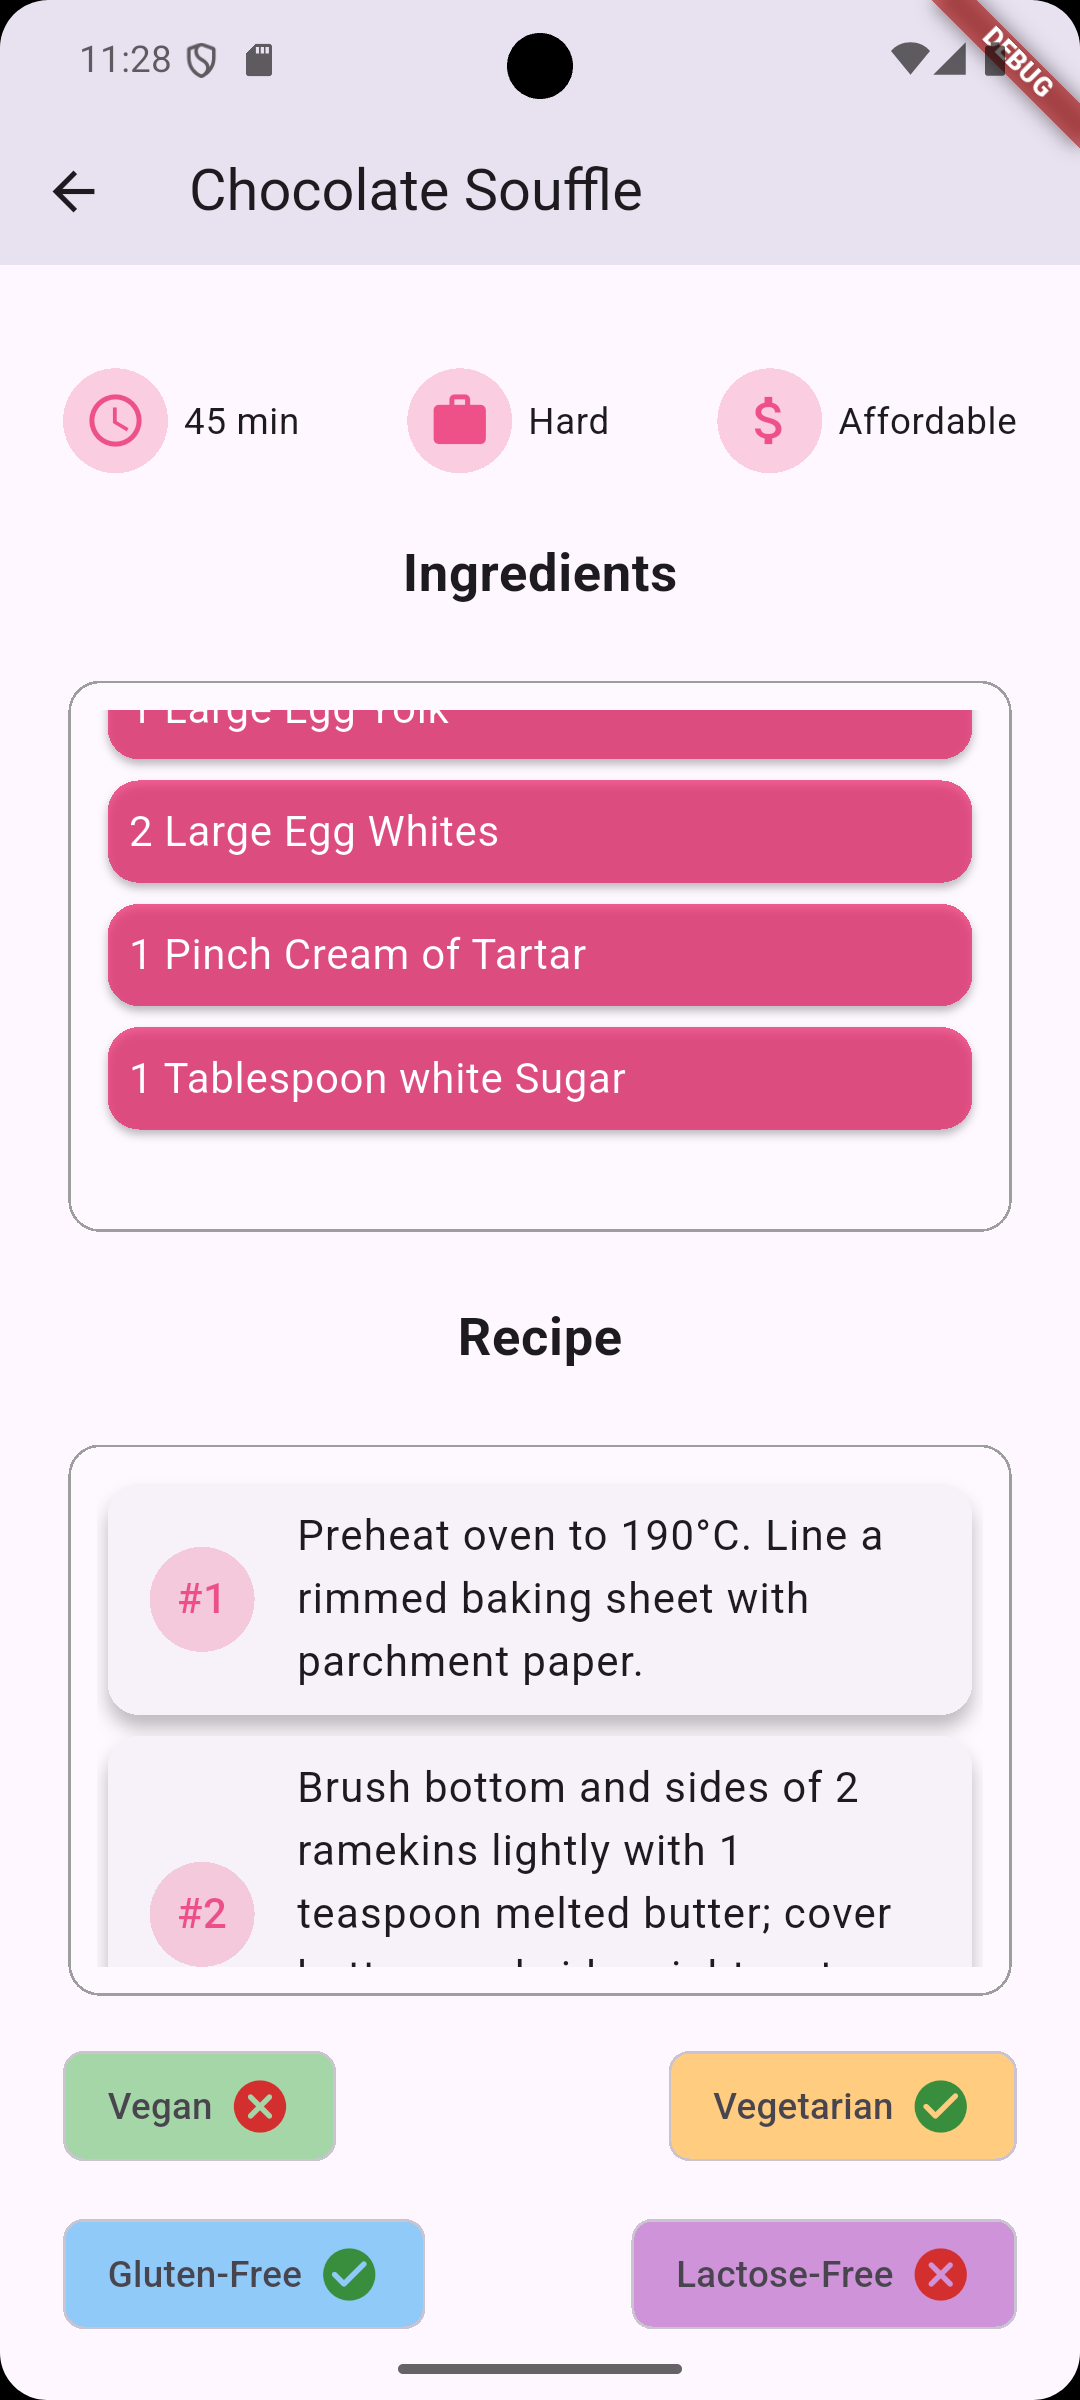 11:28
DEBUG
Chocolate Souffle
45 min
Hard
Affordable
Ingredients
1 Large Egg Yolk
2 Large Egg Whites
1 Pinch Cream of Tartar
1 Tablespoon white Sugar
Recipe
#1
Preheat oven to 190°C. Line a
rimmed baking sheet with
parchment paper.
#2
Brush bottom and sides of 2
ramekins lightly with 1
teaspoon melted butter; cover
Vegan
Vegetarian
Gluten-Free
Lactose-Free